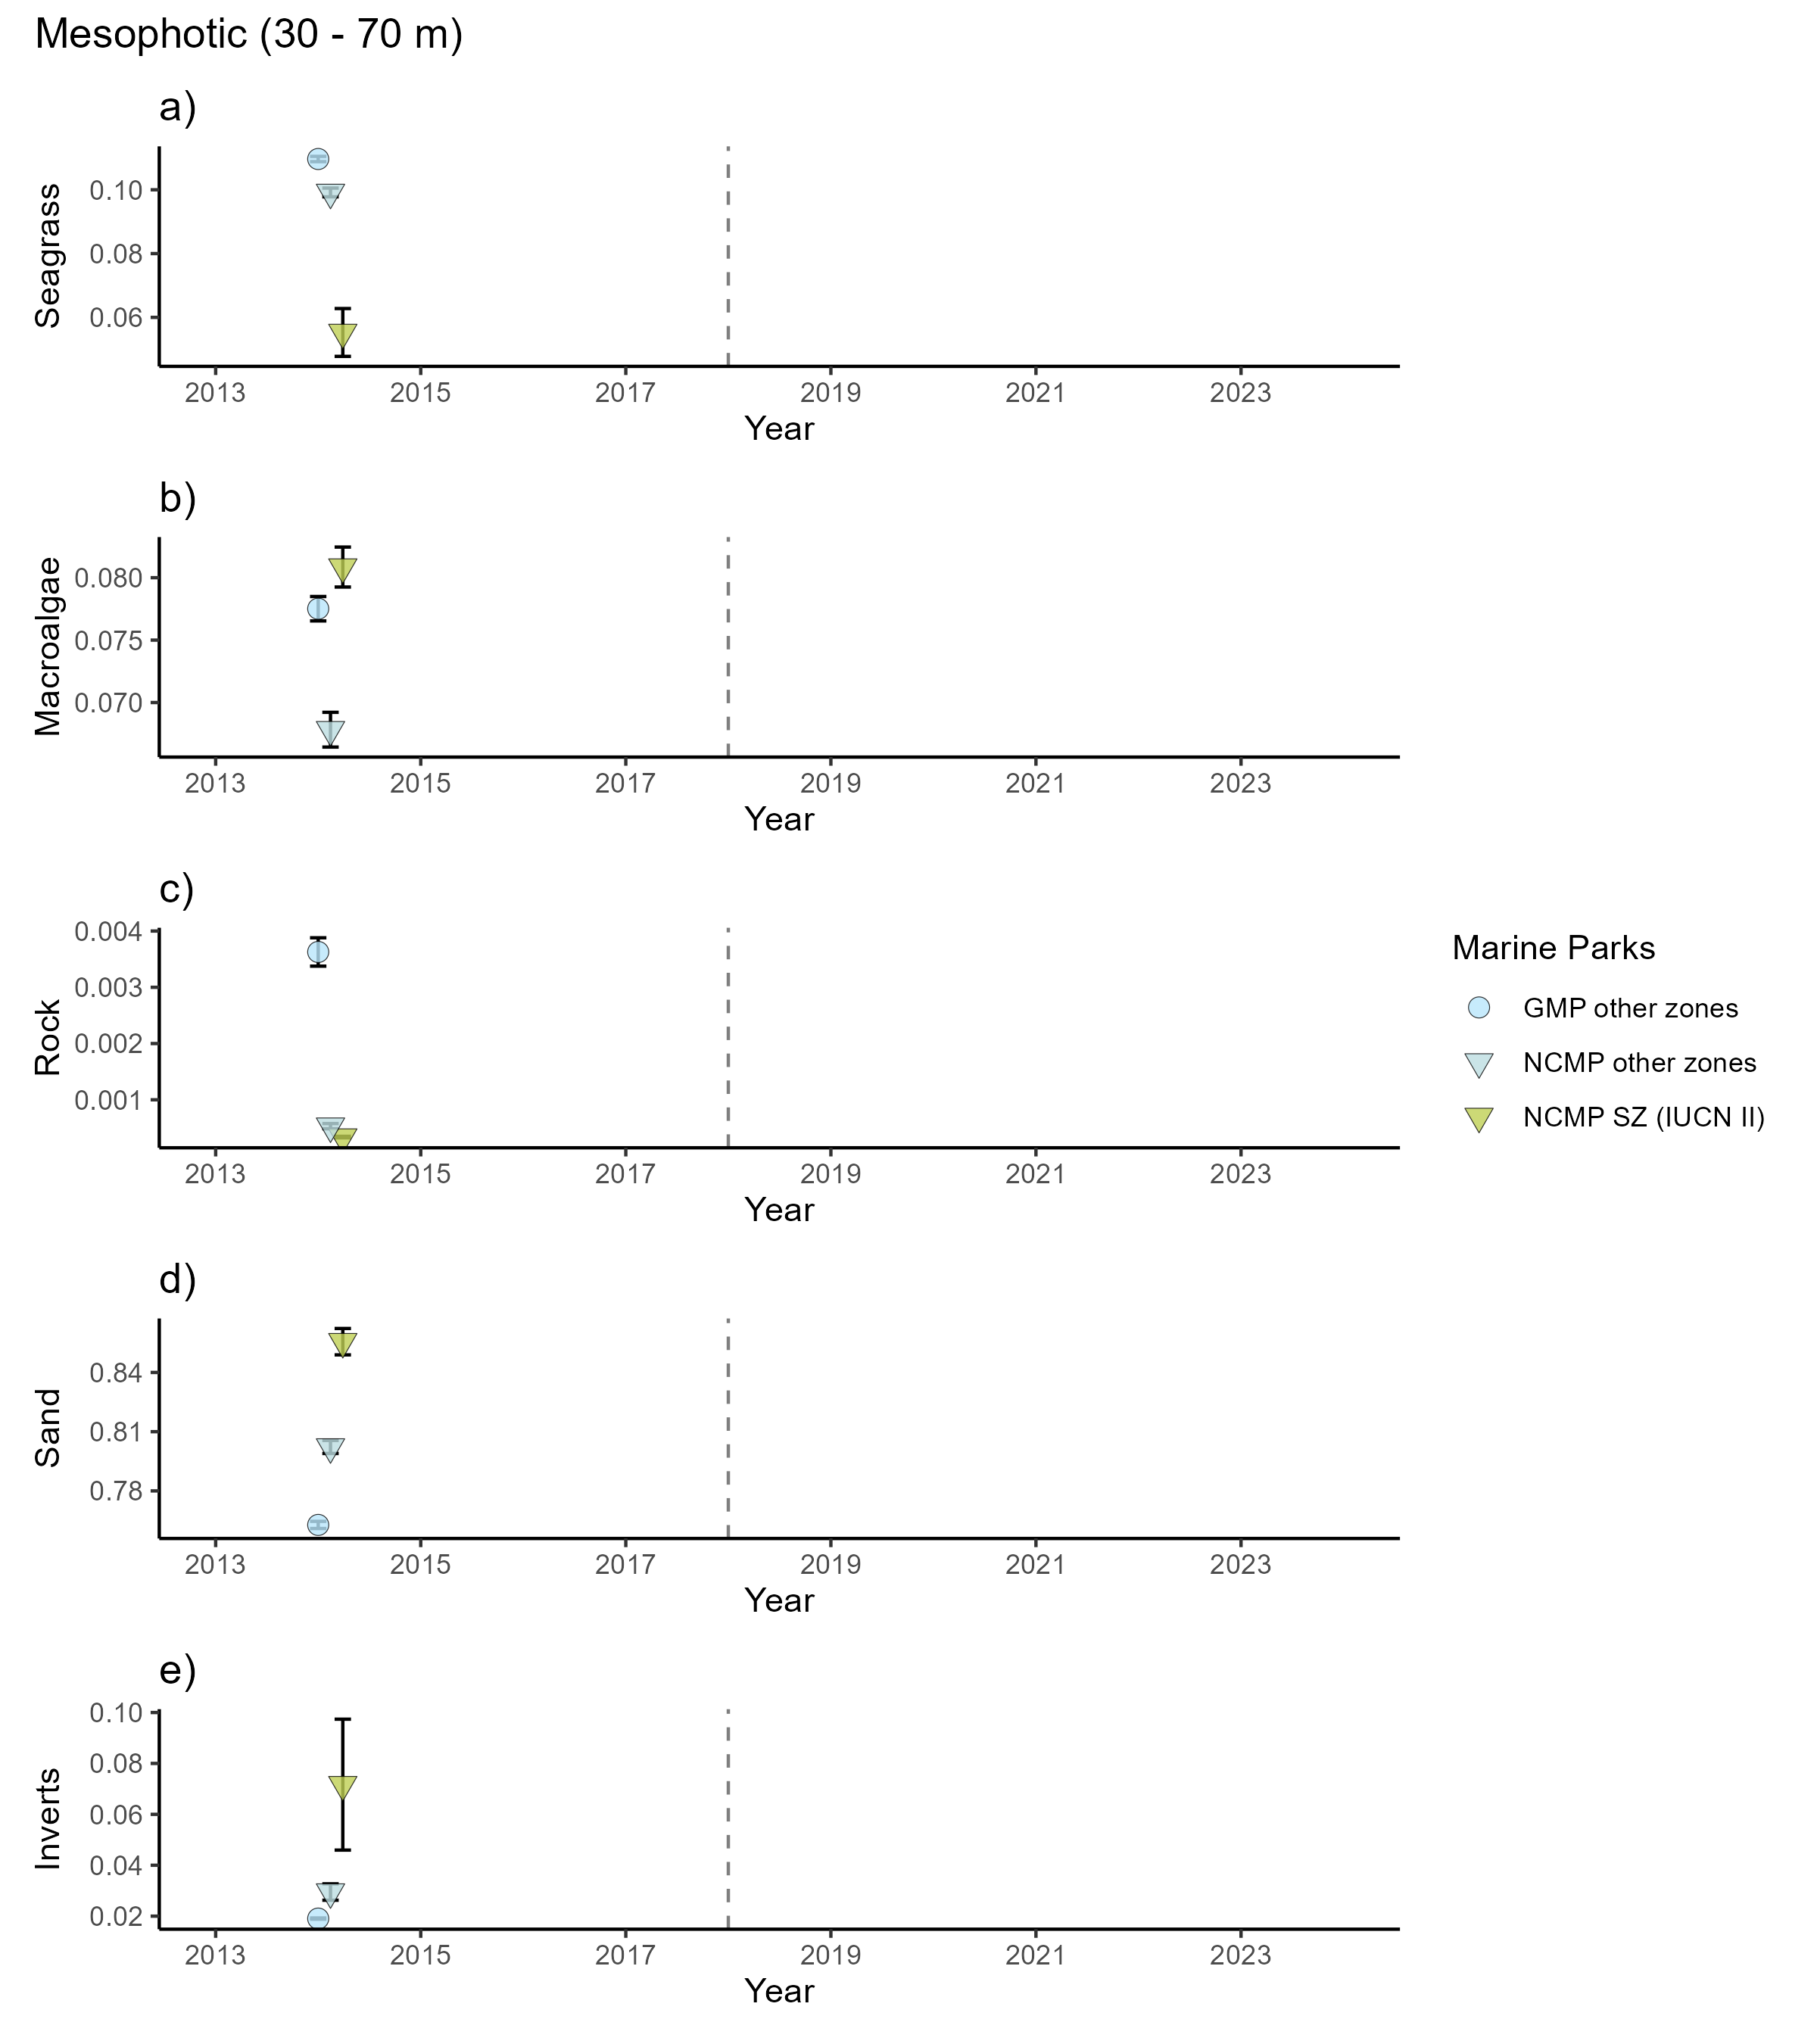 Mesophotic (30 - 70 m)
a)
Seagrass
0.10
0.08
0.06
2013 2015 2017 2019 2021 2023
Year
b)
Macroalgae
0.080
0.075
0.070
2013 2015 2017 2019 2021 2023
Year
c)
Rock
0.004
0.003
0.002
0.001
2013 2015 2017 2019 2021 2023
Year
Marine Parks
GMP other zones
NCMP other zones
NCMP SZ (IUCN II)
d)
Sand
0.84
0.81
0.78
2013 2015 2017 2019 2021 2023
Year
e)
Inverts
0.10
0.08
0.06
0.04
0.02
2013 2015 2017 2019 2021 2023
Year